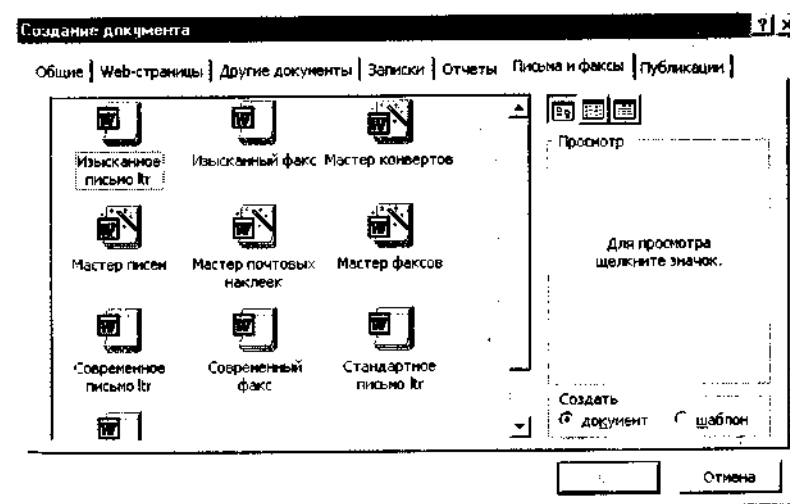 Создание документа
Общие Web-страницы Другие документы Записки Отчеты Письма и факсы Публикации
Изысканное письмо ltr
Изысканный факс
Мастер конвертов
Мастер писем
Мастер почтовых наклеек
Мастер факсов
Современное письмо ltr
Современный факс
Стандартное письмо ltr
Просмотр
Для просмотра
щелкните значок.
Создать
документ шаблон
Отмена